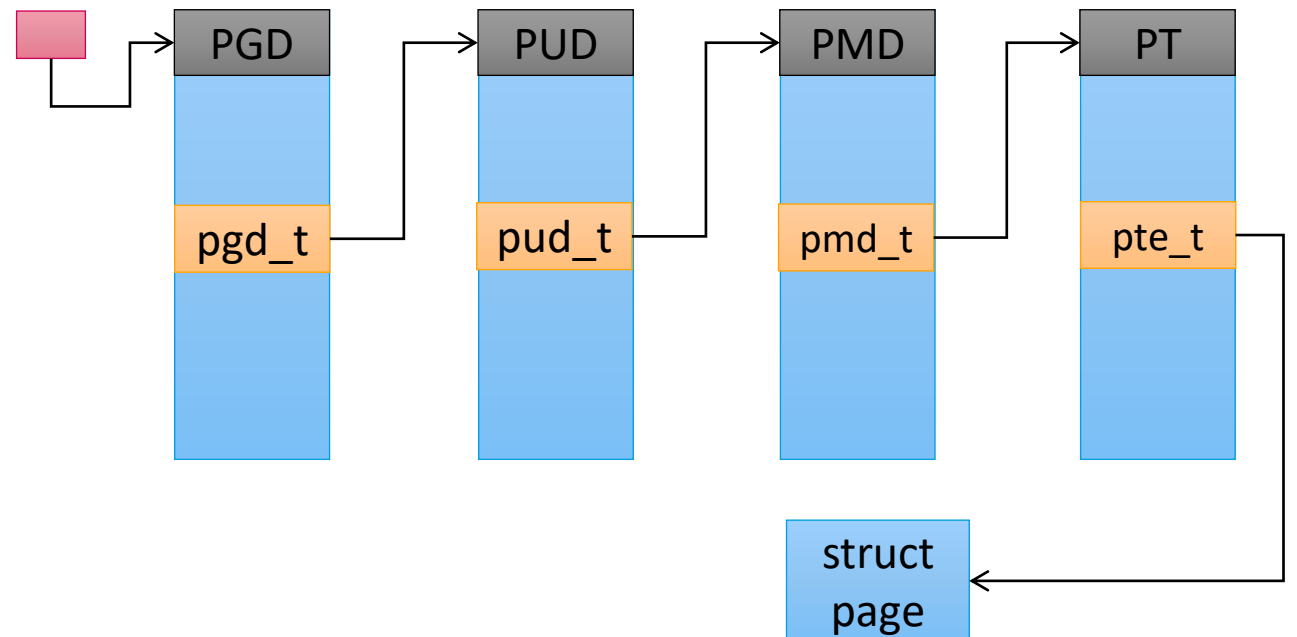 PGD
PUD
PMD
PT
pgd_t
pud_t
pmd_t
pte_t
struct
page